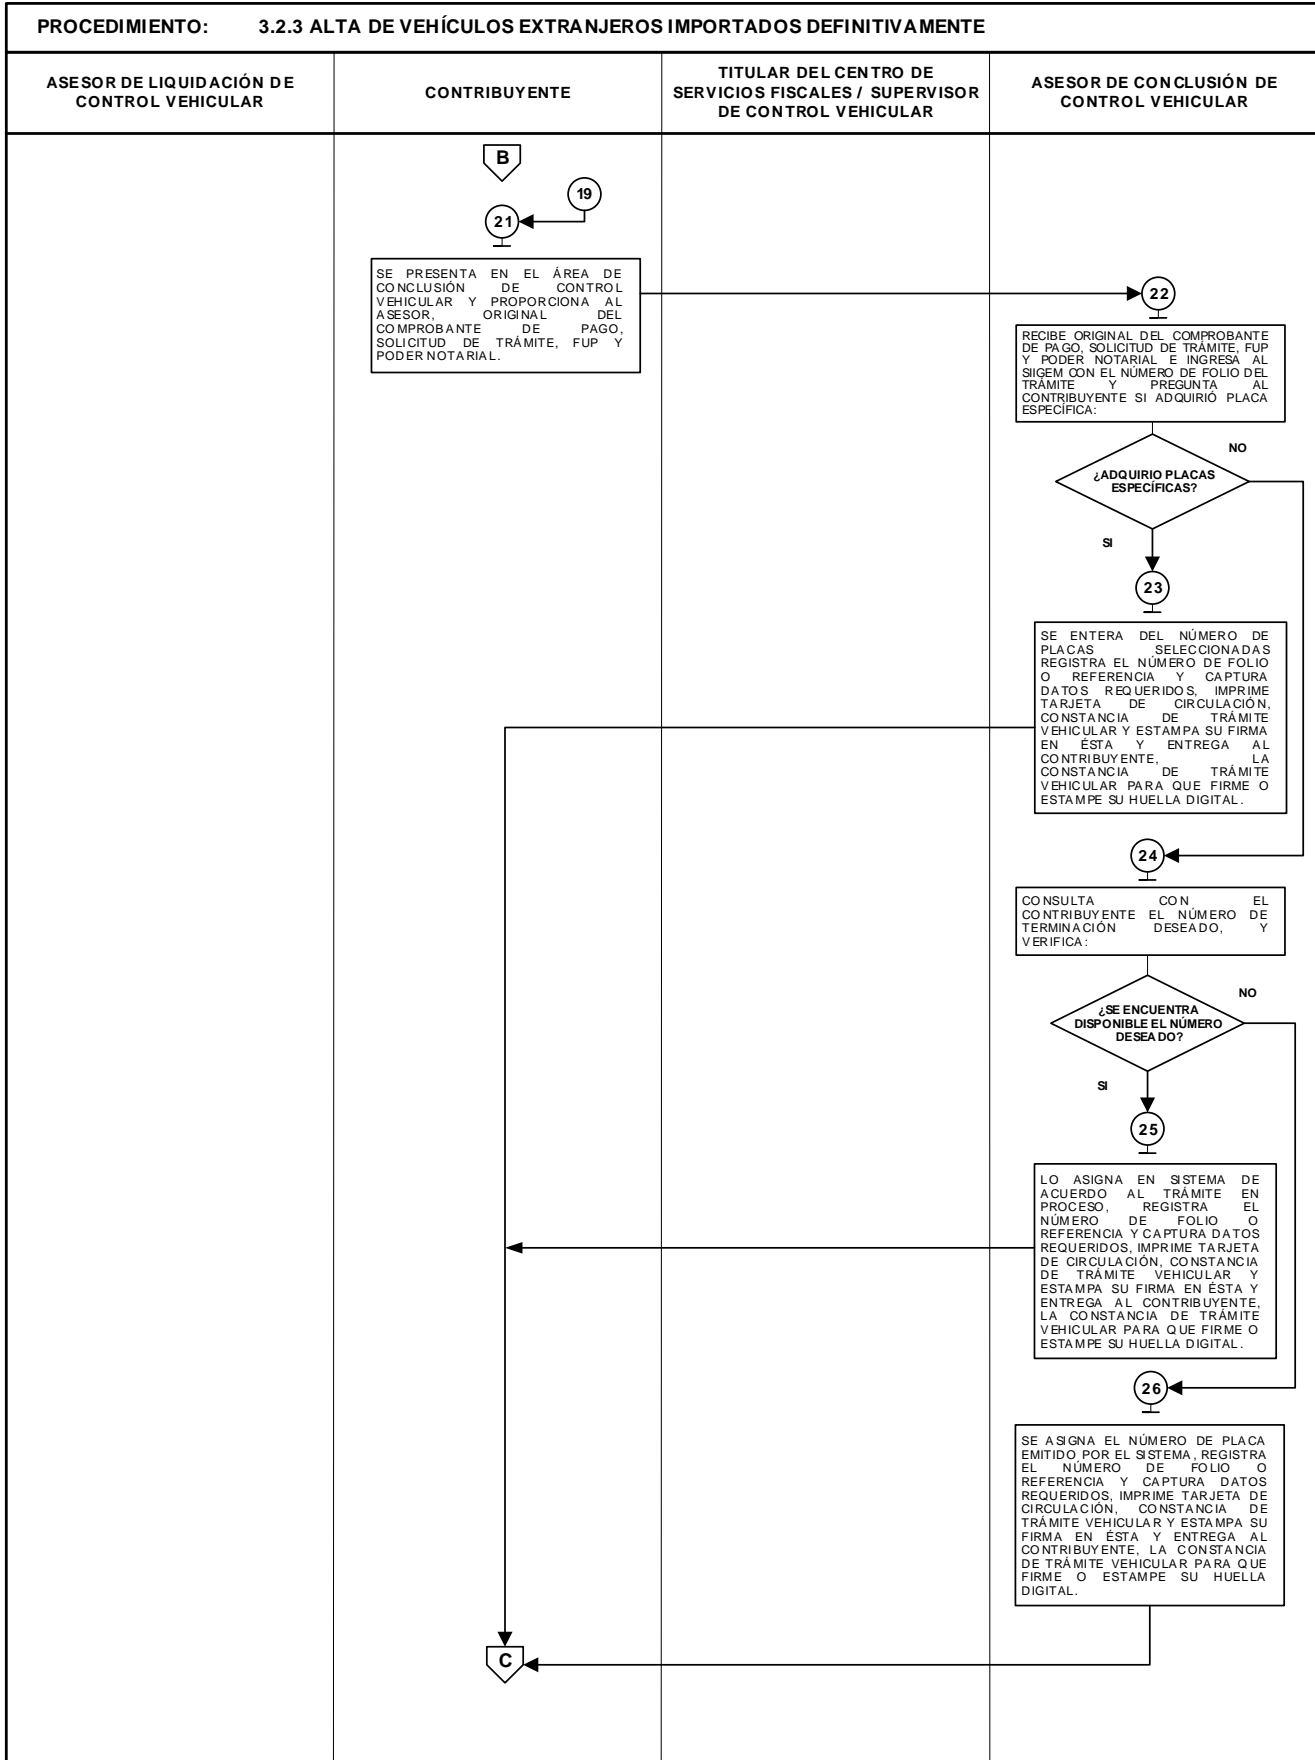 PROCEDIMIENTO: 3.2.3 ALTA DE VEHÍCULOS EXTRANJEROS IMPORTADOS DEFINITIVAMENTE
ASESOR DE LIQUIDACIÓN DE
CONTROL VEHICULAR
CONTRIBUYENTE
TITULAR DEL CENTRO DE
SERVICIOS FISCALES / SUPERVISOR
DE CONTROL VEHICULAR
ASESOR DE CONCLUSIÓN DE
CONTROL VEHICULAR
B
19
21
SE PRESENTA EN EL ÁREA DE
CONCLUSIÓN DE CONTROL
VEHICULAR Y PROPORCIONA AL
ASESOR, ORIGINAL DEL
COMPROBANTE DE PAGO,
SOLICITUD DE TRÁMITE, FUP Y
PODER NOTARIAL.
22
RECIBE ORIGINAL DEL COMPROBANTE
DE PAGO, SOLICITUD DE TRÁMITE, FUP
Y PODER NOTARIAL E INGRESA AL
SIIGEM CON EL NÚMERO DE FOLIO DEL
TRÁMITE Y PREGUNTA AL
CONTRIBUYENTE SI ADQUIRIÓ PLACA
ESPECÍFICA:
NO
¿ADQUIRIO PLACAS
ESPECÍFICAS?
SI
23
SE ENTERA DEL NÚMERO DE
PLACAS SELECCIONADAS
REGISTRA EL NÚMERO DE FOLIO
O REFERENCIA Y CAPTURA
DATOS REQUERIDOS, IMPRIME
TARJETA DE CIRCULACIÓN,
CONSTANCIA DE TRÁMITE
VEHICULAR Y ESTAMPA SU FIRMA
EN ÉSTA Y ENTREGA AL
CONTRIBUYENTE, LA
CONSTANCIA DE TRÁMITE
VEHICULAR PARA QUE FIRME O
ESTAMPE SU HUELLA DIGITAL.
24
CONSULTA CON EL
CONTRIBUYENTE EL NÚMERO DE
TERMINACIÓN DESEADO, Y
VERIFICA:
NO
¿SE ENCUENTRA
DISPONIBLE EL NÚMERO
DESEADO?
SI
25
LO ASIGNA EN SISTEMA DE
ACUERDO AL TRÁMITE EN
PROCESO, REGISTRA EL
NÚMERO DE FOLIO O
REFERENCIA Y CAPTURA DATOS
REQUERIDOS, IMPRIME TARJETA
DE CIRCULACIÓN, CONSTANCIA
DE TRÁMITE VEHICULAR Y
ESTAMPA SU FIRMA EN ÉSTA Y
ENTREGA AL CONTRIBUYENTE,
LA CONSTANCIA DE TRÁMITE
VEHICULAR PARA QUE FIRME O
ESTAMPE SU HUELLA DIGITAL.
26
SE ASIGNA EL NÚMERO DE PLACA
EMITIDO POR EL SISTEMA, REGISTRA
EL NÚMERO DE FOLIO O
REFERENCIA Y CAPTURA DATOS
REQUERIDOS, IMPRIME TARJETA DE
CIRCULACIÓN, CONSTANCIA DE
TRÁMITE VEHICULAR Y ESTAMPA SU
FIRMA EN ÉSTA Y ENTREGA AL
CONTRIBUYENTE, LA CONSTANCIA
DE TRÁMITE VEHICULAR PARA QUE
FIRME O ESTAMPE SU HUELLA
DIGITAL.
C